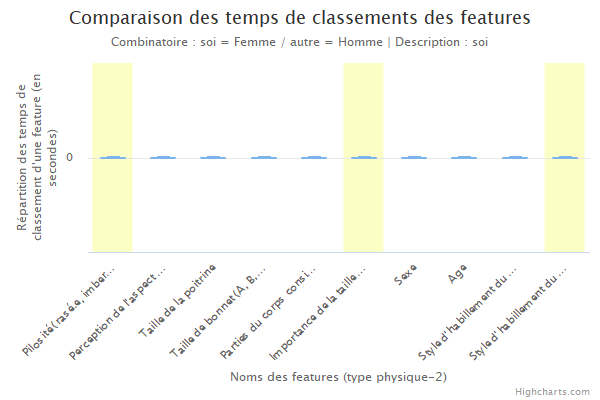 Comparaison des temps de classements des features
Combinatoire : soi = Femme / autre = Homme | Description : soi
Répartition des temps de
classement d'une feature (en
secondes)
0
Pilosité(rasée, imber…
Perception de l'aspect…
Taille de la poitrine
Taille de bonnet(A, B,…
Parties du corps consi…
Importance de la taille…
Sexe
Age
Style d'habillement du …
Style d'habillement du …
Noms des features (type physique-2)
Highcharts.com